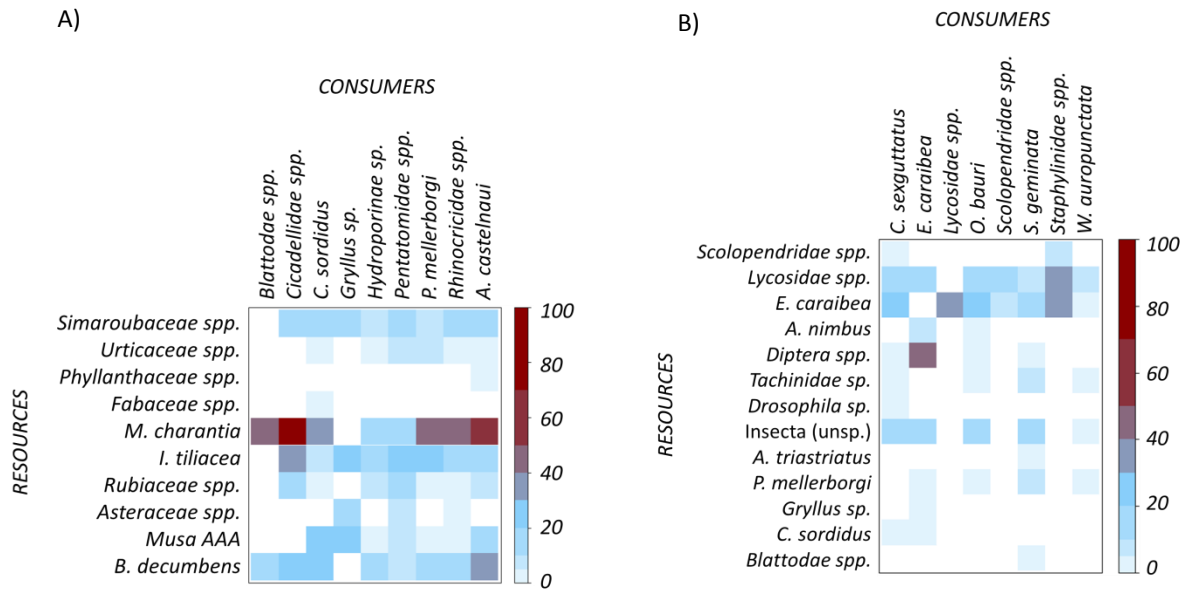 A)
CONSUMERS
Blattodae spp.
Cicadellidae spp.
C. sordidus
Gryllus sp.
Hydroporinae sp.
Pentatomidae spp.
P. mellerborgi
Rhinocricidae spp.
A. castelnaui
RESOURCES
Simaroubaceae spp.
Urticaceae spp.
Phyllanthaceae spp.
Fabaceae spp.
M. charantia
I. tiliacea
Rubiaceae spp.
Asteraceae spp.
Musa AAA
B. decumbens
100
80
60
40
20
0
B)
CONSUMERS
C. sexguttatus
E. caraibea
Lycosidae spp.
O. bauri
Scolopendridae spp.
S. geminata
Staphylinidae spp.
W. auropunctata
RESOURCES
Scolopendridae spp.
Lycosidae spp.
E. caraibea
A. nimbus
Diptera spp.
Tachinidae sp.
Drosophila sp.
Insecta (unsp.)
A. triastriatus
P. mellerborgi
Gryllus sp.
C. sordidus
Blattodae spp.
100
80
60
40
20
0